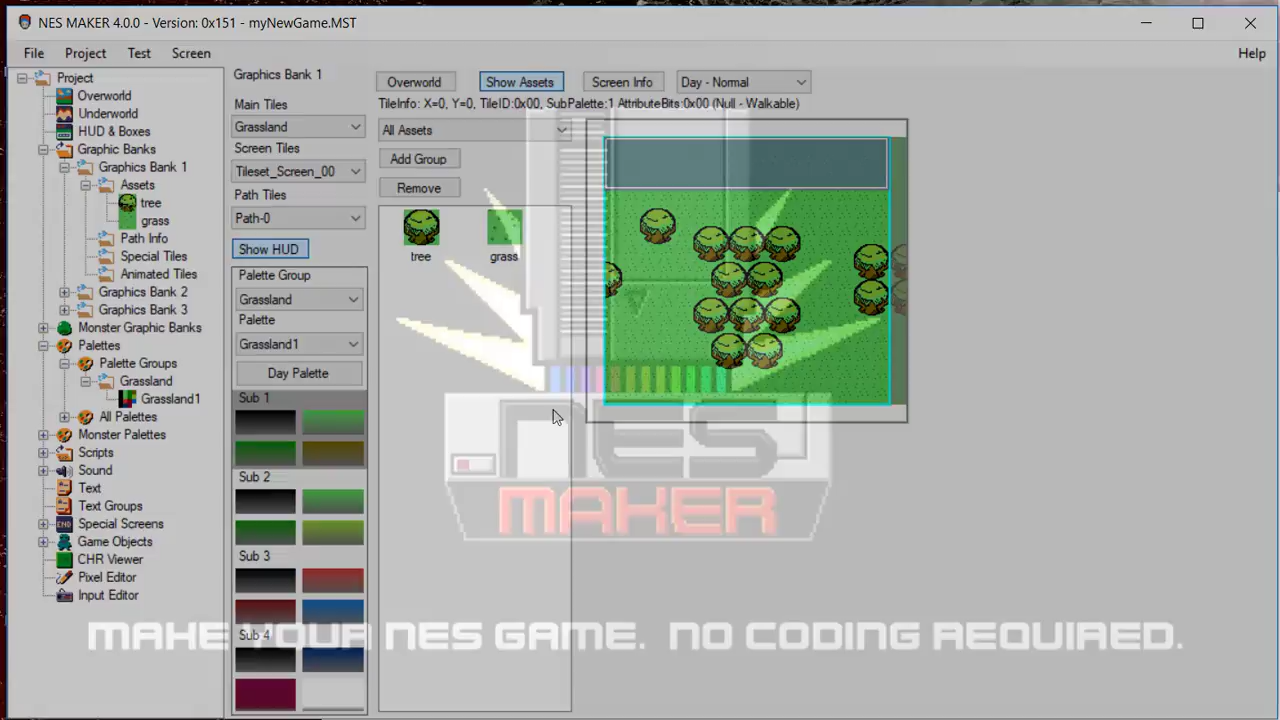 NES MAKER 4.0.0 - Version: 0x151 - myNewGame.MST
File Project Test Screen Help
Project
Overworld
Underworld
HUD & Boxes
Graphic Banks
Graphics Bank 1
Assets
tree
grass
Path Info
Special Tiles
Animated Tiles
Graphics Bank 2
Graphics Bank 3
Monster Graphic Banks
Palettes
Palette Groups
Grassland
Grassland1
All Palettes
Monster Palettes
Scripts
Sound
Text
Text Groups
Special Screens
Game Objects
CHR Viewer
Pixel Editor
Input Editor
Graphics Bank 1
Main Tiles
Grassland
Screen Tiles
Tileset_Screen_00
Path Tiles
Path-0
Show HUD
Palette Group
Grassland
Palette
Grassland1
Day Palette
Sub 1
Sub 2
Sub 3
Sub 4
Overworld Show Assets Screen Info Day - Normal
TileInfo: X=0, Y=0, TileID:0x00, SubPalette:1 AttributeBits:0x00 (Null - Walkable)
All Assets
Add Group
Remove
tree grass
NES
MAKER
MAKE YOUR NES GAME. NO CODING REQUIRED.